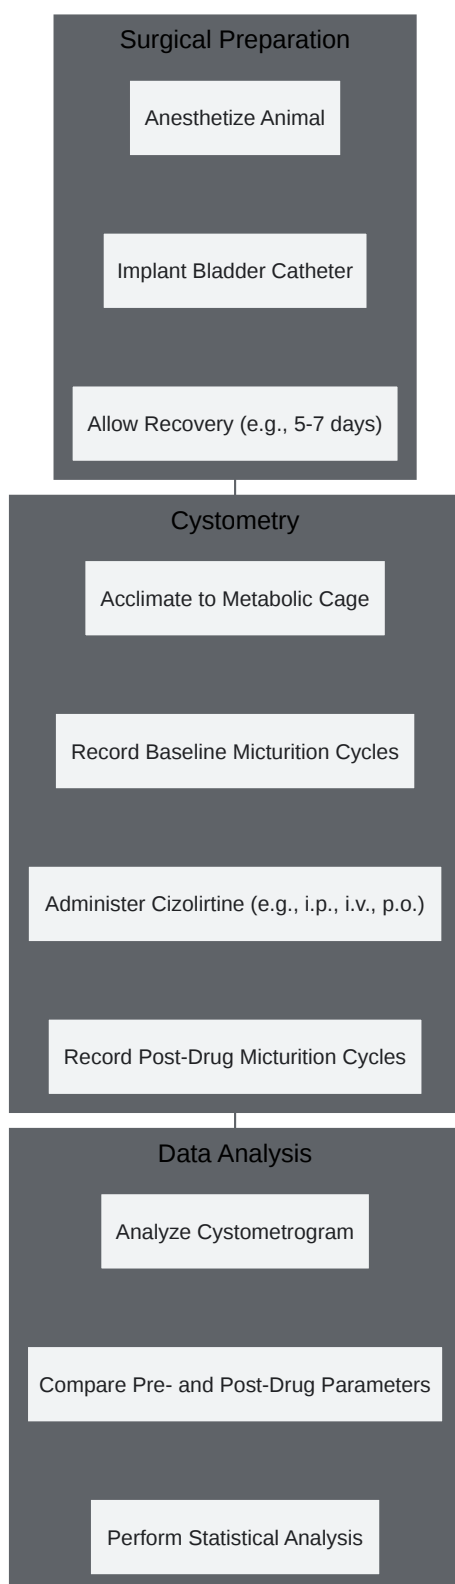 Surgical Preparation
Anesthetize Animal
Implant Bladder Catheter
Allow Recovery (e.g., 5-7 days)
Cystometry
Acclimate to Metabolic Cage
Record Baseline Micturition Cycles
Administer Cizolirtine (e.g., i.p., i.v., p.o.)
Record Post-Drug Micturition Cycles
Data Analysis
Analyze Cystometrogram
Compare Pre- and Post-Drug Parameters
Perform Statistical Analysis